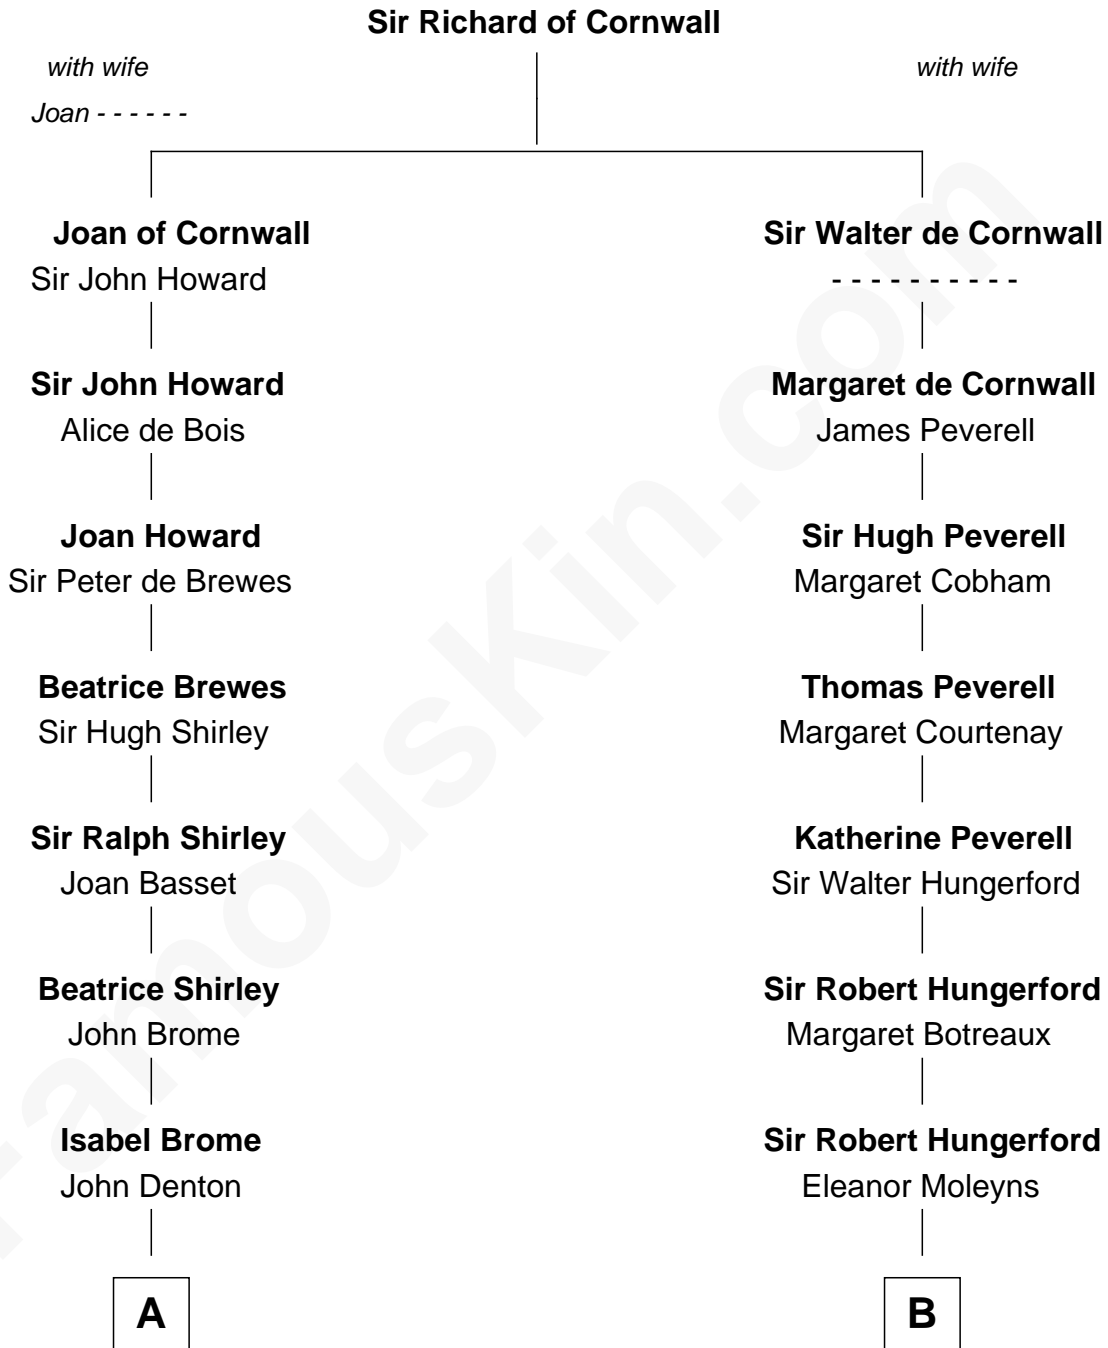 Sir Richard of Cornwall
with wife
with wife
Joan - - - - - -
Joan of Cornwall
Sir Walter de Cornwall
Sir John Howard
- - - - - - - - - -
Sir John Howard
Margaret de Cornwall
Alice de Bois
James Peverell
Joan Howard
Sir Hugh Peverell
Sir Peter de Brewes
Margaret Cobham
Beatrice Brewes
Thomas Peverell
Sir Hugh Shirley
Margaret Courtenay
Sir Ralph Shirley
Katherine Peverell
Joan Basset
Sir Walter Hungerford
Beatrice Shirley
Sir Robert Hungerford
John Brome
Margaret Botreaux
Isabel Brome
Sir Robert Hungerford
John Denton
Eleanor Moleyns
A
B
FamousKin.com